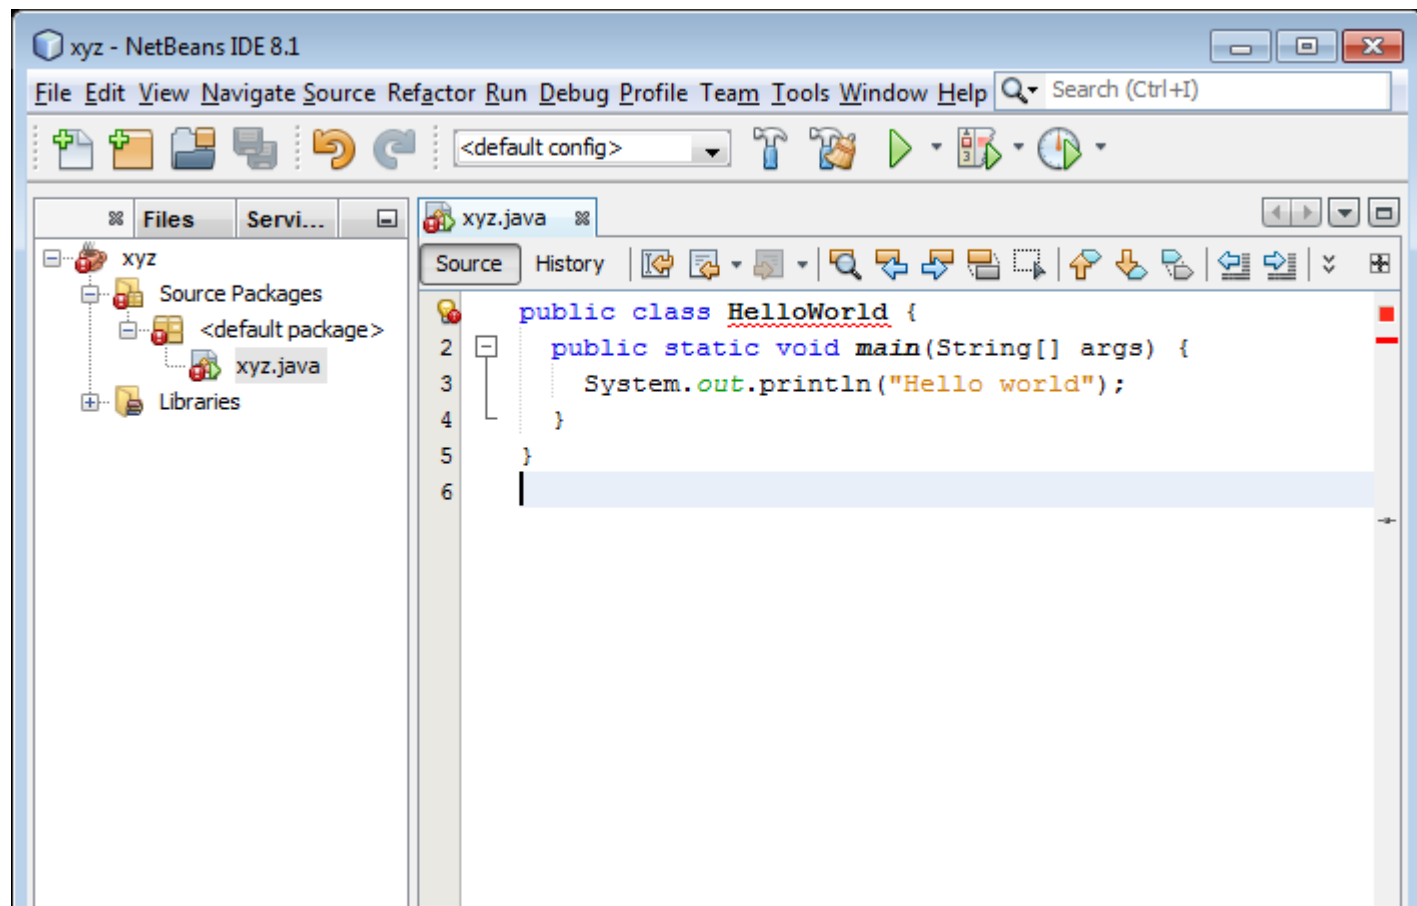 xyz - NetBeans IDE 8.1
File Edit View Navigate Source Refactor Run Debug Profile Team Tools Window Help Search (Ctrl+I)
<default config>
Files Servi...
xyz
Source Packages
<default package>
xyz.java
Libraries
xyz.java
Source History
public class HelloWorld {
2 public static void main(String[] args) {
3 System.out.println("Hello world");
4 }
5 }
6